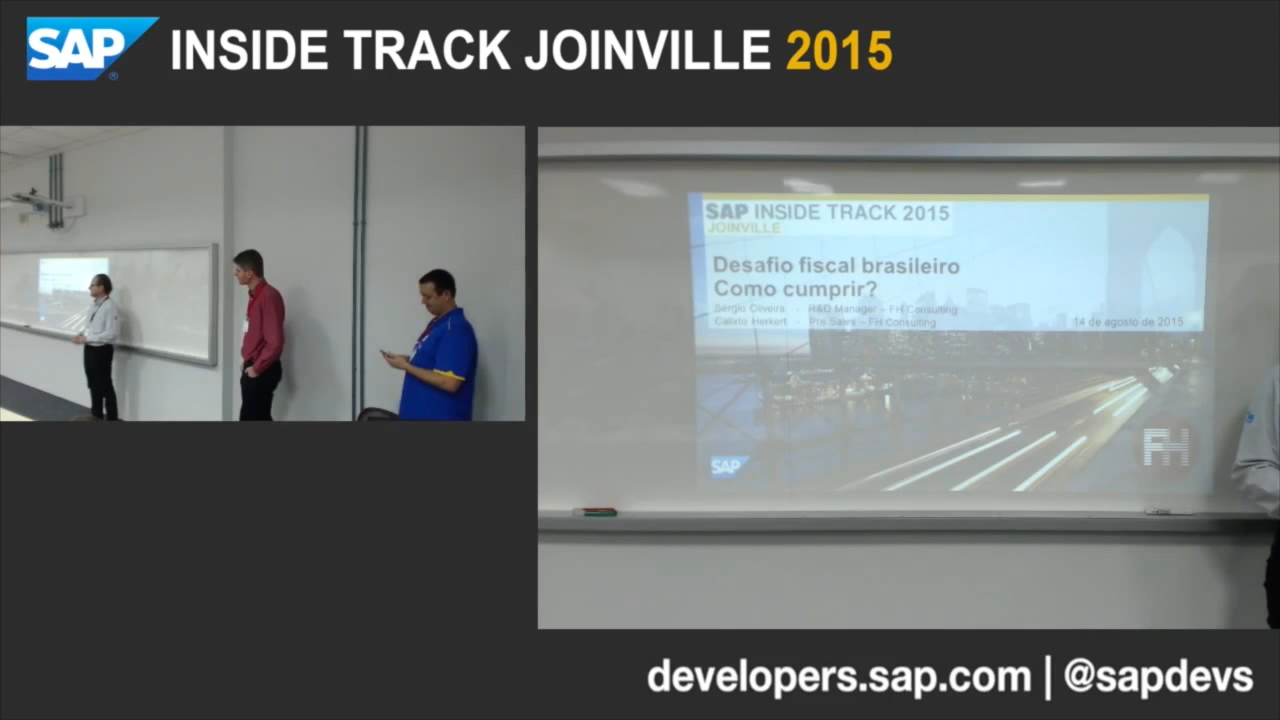 SAP INSIDE TRACK JOINVILLE 2015
SAP INSIDE TRACK 2015
JOINVILLE
Desafio fiscal brasileiro
Como cumprir?
Sérgio Oliveira - R&D Manager – FH Consulting
Calixto Herkert - Pre Sales – FH Consulting
14 de agosto de 2015
SAP
FH
developers.sap.com | @sapdevs